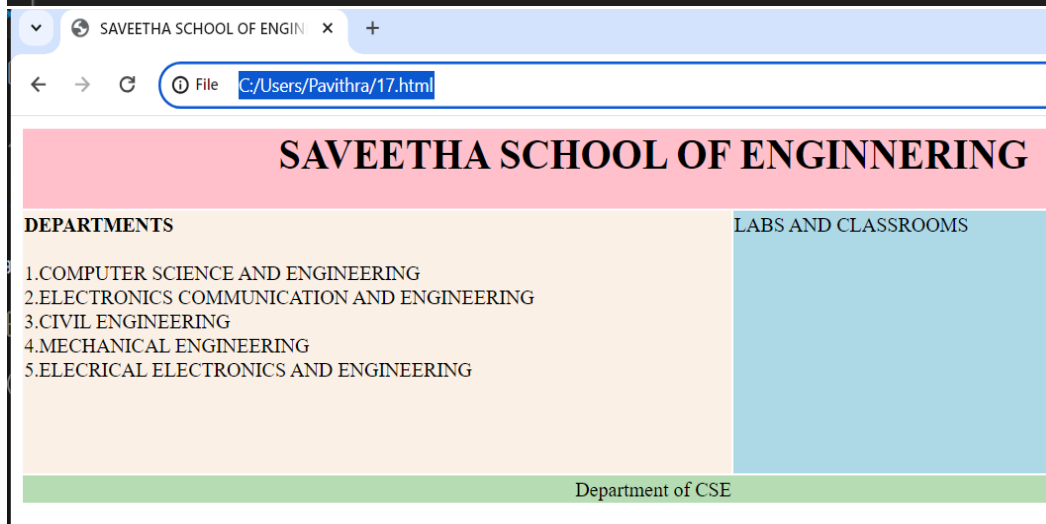 SAVEETHA SCHOOL OF ENGIN
File C:/Users/Pavithra/17.html
SAVEETHA SCHOOL OF ENGINNERING
DEPARTMENTS
LABS AND CLASSROOMS
1.COMPUTER SCIENCE AND ENGINEERING
2.ELECTRONICS COMMUNICATION AND ENGINEERING
3.CIVIL ENGINEERING
4.MECHANICAL ENGINEERING
5.ELECRICAL ELECTRONICS AND ENGINEERING
Department of CSE